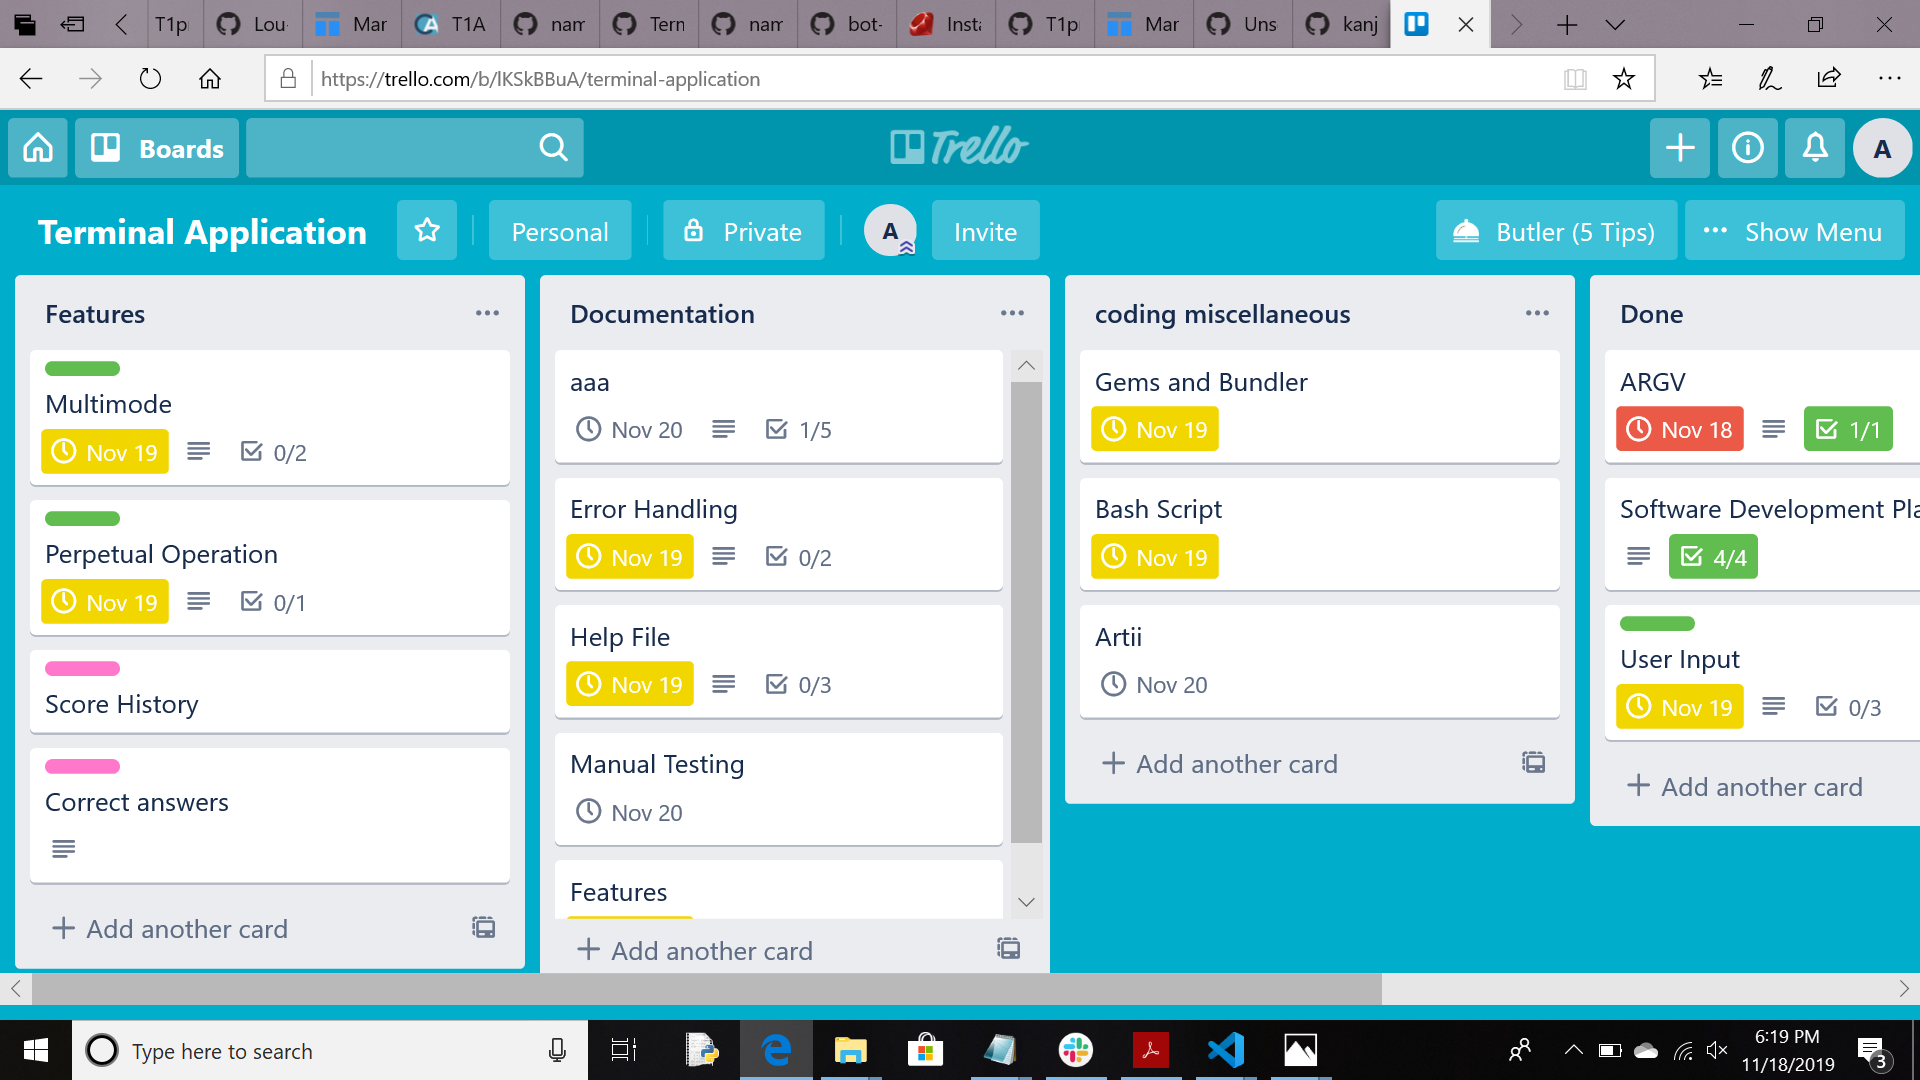 T1p Lou- Mar T1A nam Tern nam bot- Insta T1p Mar Uns kanj
https://trello.com/b/lKSkBBuA/terminal-application
Boards
Trello
A
Terminal Application
Personal
Private
A
Invite
Butler (5 Tips)
Show Menu
Features
Multimode
Nov 19 0/2
Perpetual Operation
Nov 19 0/1
Score History
Correct answers
+ Add another card
Documentation
aaa
Nov 20 1/5
Error Handling
Nov 19 0/2
Help File
Nov 19 0/3
Manual Testing
Nov 20
Features
+ Add another card
coding miscellaneous
Gems and Bundler
Nov 19
Bash Script
Nov 19
Artii
Nov 20
+ Add another card
Done
ARGV
Nov 18 1/1
Software Development Pla
4/4
User Input
Nov 19 0/3
+ Add another card
Type here to search
6:19 PM
11/18/2019
3